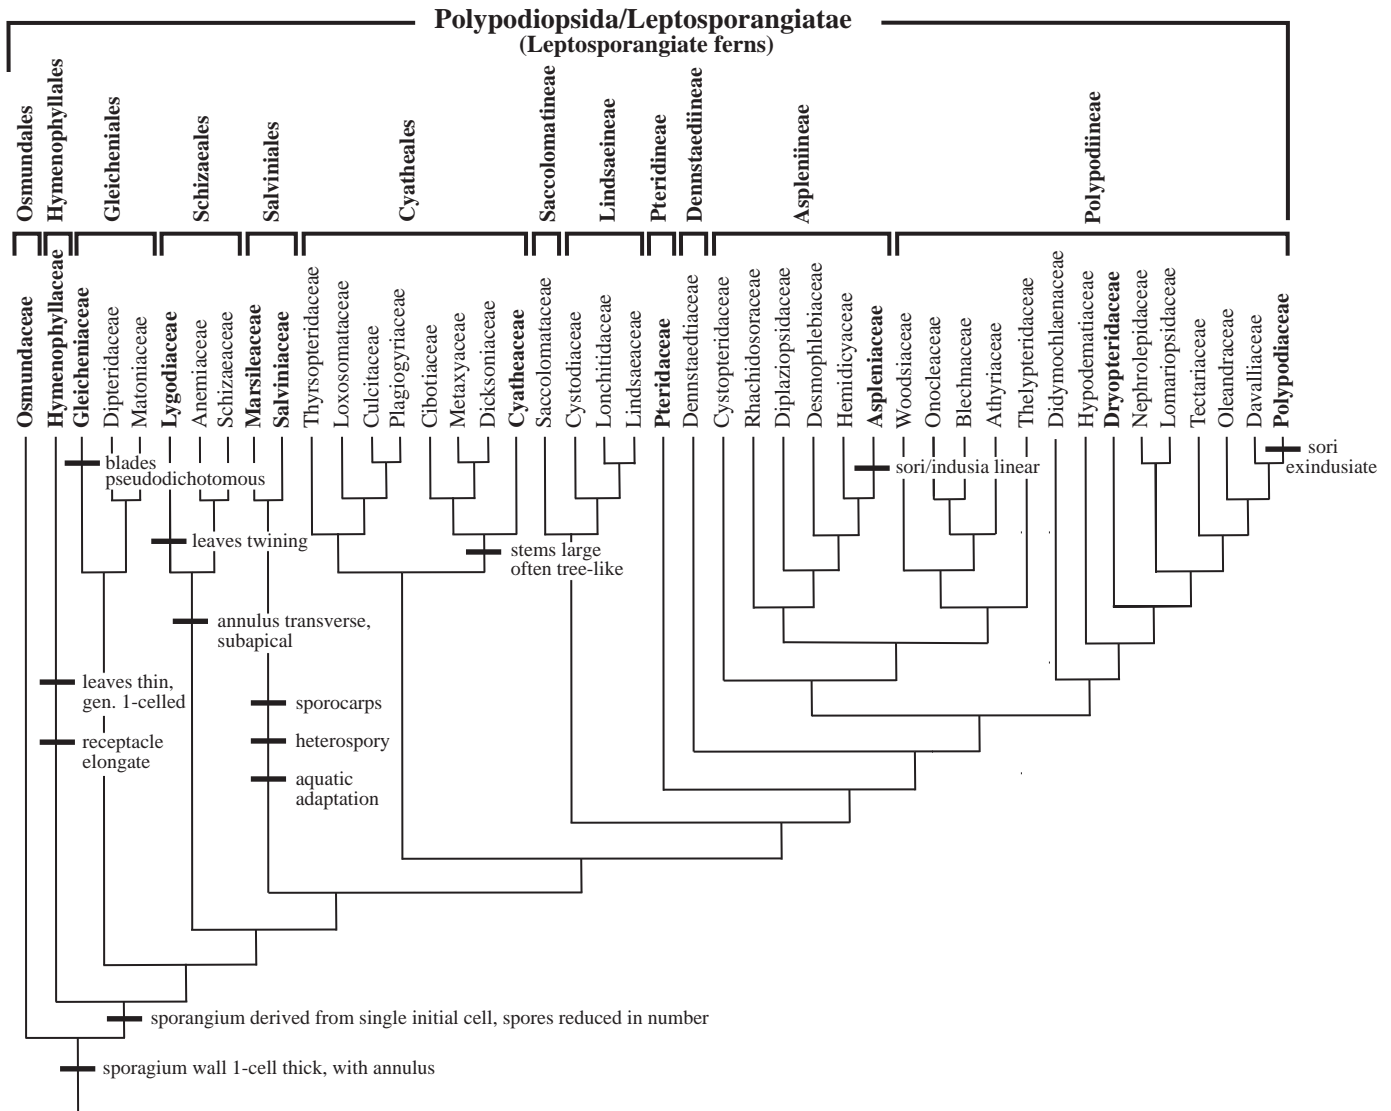 Polypodiopsida/Leptosporangiatae
(Leptosporangiate ferns)
Osmundales
Hymenophyllales
Gleicheniales
Schizaeales
Salviniales
Cyatheales
Saccolomatineae
Lindsaeineae
Pteridineae
Dennstaediineae
Aspleniineae
Polypodiineae
Osmundaceae
Hymenophyllaceae
Gleicheniaceae
Dipteridaceae
Matoniaceae
Lygodiaceae
Anemiaceae
Schizaeaceae
Marsileaceae
Salviniaceae
Thyrsopteridaceae
Loxosomataceae
Culcitaceae
Plagiogyriaceae
Cibotiaceae
Metaxyaceae
Dicksoniaceae
Cyatheaceae
Saccolomataceae
Cystodiaceae
Lonchitidaceae
Lindsaeaceae
Pteridaceae
Dennstaedtiaceae
Cystopteridaceae
Rhachidosoraceae
Diplaziopsidaceae
Desmophlebiaceae
Hemidicyaceae
Aspleniaceae
Woodsiaceae
Onocleaceae
Blechnaceae
Athyriaceae
Thelypteridaceae
Didymochlaenaceae
Hypodematiaceae
Dryopteridaceae
Nephrolepidaceae
Lomariopsidaceae
Tectariaceae
Oleandraceae
Davalliaceae
Polypodiaceae
blades
pseudodichotomous
sori/indusia linear
sori
exindusiate
leaves twining
stems large
often tree-like
annulus transverse,
subapical
leaves thin,
gen. 1-celled
sporocarps
receptacle
elongate
heterospory
aquatic
adaptation
sporangium derived from single initial cell, spores reduced in number
sporagium wall 1-cell thick, with annulus